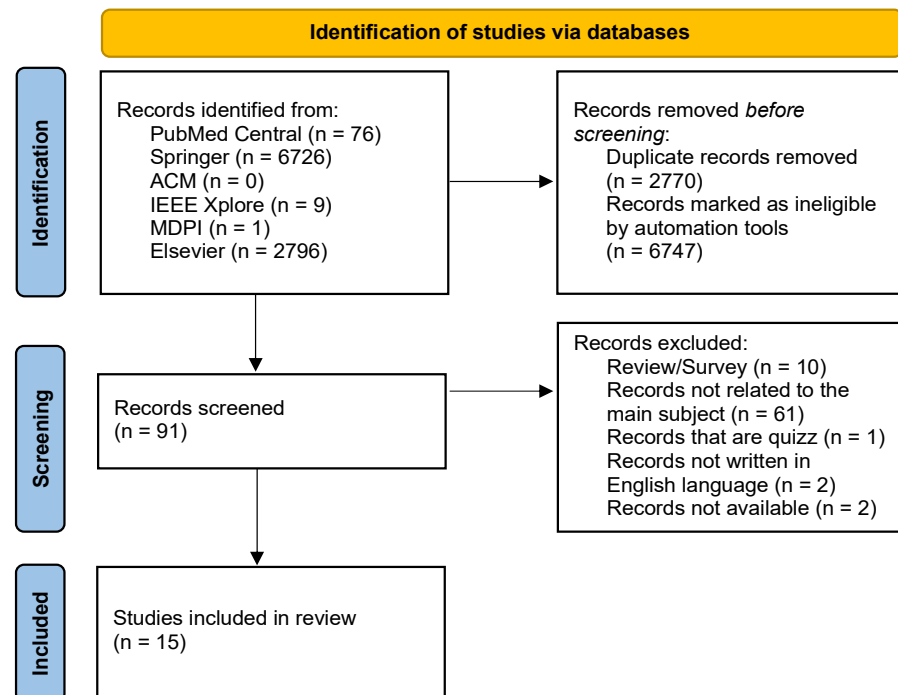 Identification of studies via databases
Identification
Records identified from:
PubMed Central (n = 76)
Springer (n = 6726)
ACM (n = 0)
IEEE Xplore (n = 9)
MDPI (n = 1)
Elsevier (n = 2796)
Records removed before
screening:
Duplicate records removed
(n = 2770)
Records marked as ineligible
by automation tools
(n = 6747)
Screening
Records screened
(n = 91)
Records excluded:
Review/Survey (n = 10)
Records not related to the
main subject (n = 61)
Records that are quizz (n = 1)
Records not written in
English language (n = 2)
Records not available (n = 2)
Included
Studies included in review
(n = 15)